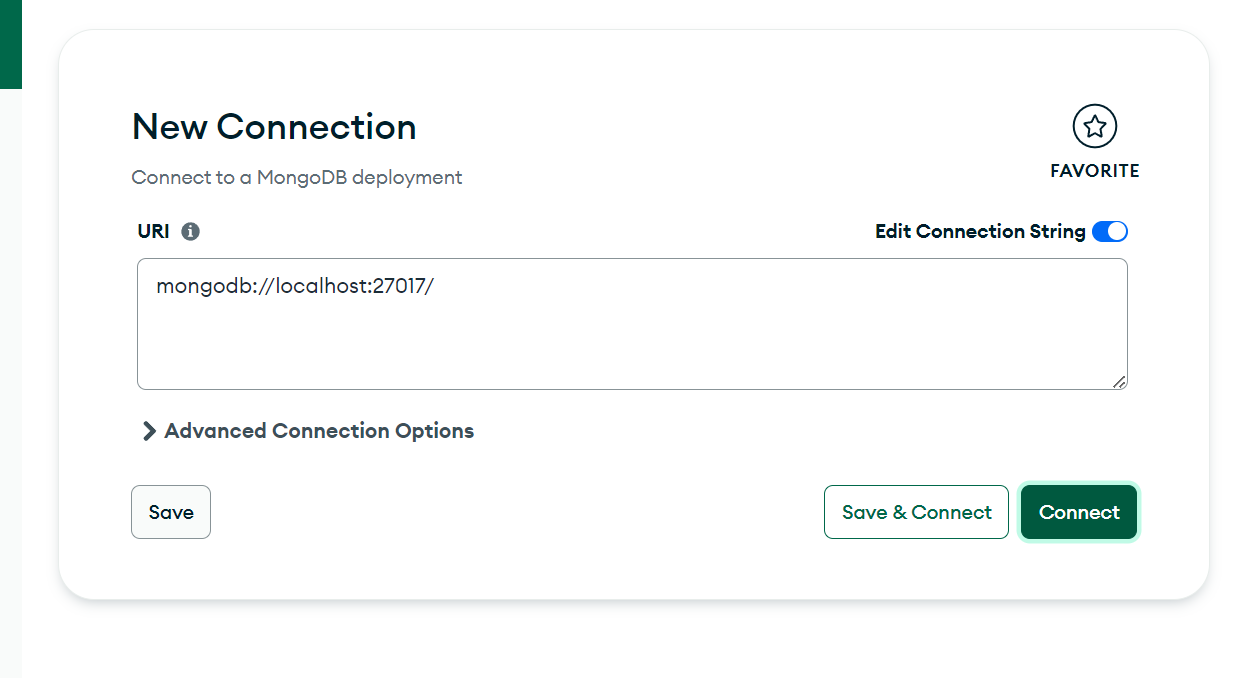 New Connection
FAVORITE
Connect to a MongoDB deployment
URI
Edit Connection String
mongodb://localhost:27017/
Advanced Connection Options
Save
Save & Connect
Connect